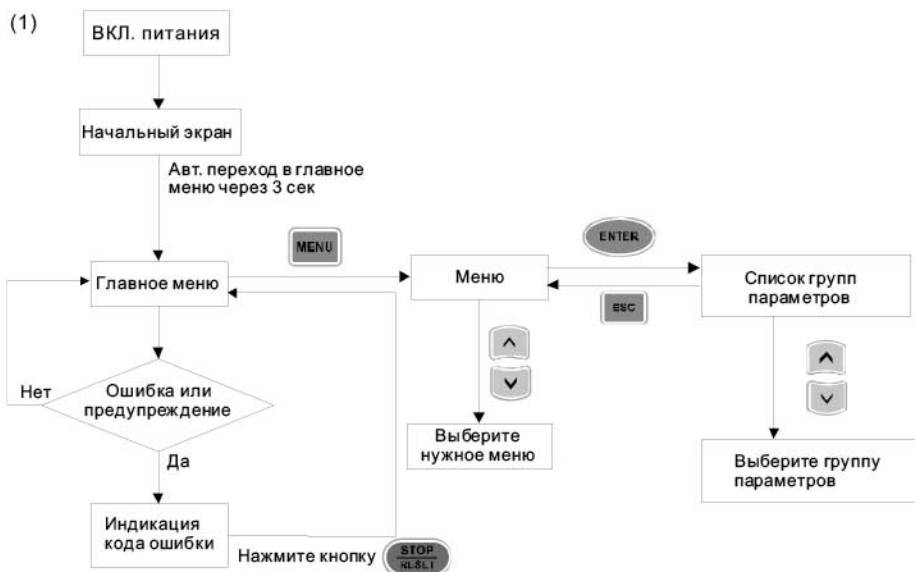 (1)
ВКЛ. питания
Начальный экран
Авт. переход в главное
меню через 3 сек
MENU
ENTER
Главное меню
Меню
Список групп
параметров
ESC
Нет
Ошибка или
предупреждение
Выберите
нужное меню
Выберите группу
параметров
Да
Индикация
кода ошибки
Нажмите кнопку
STOP